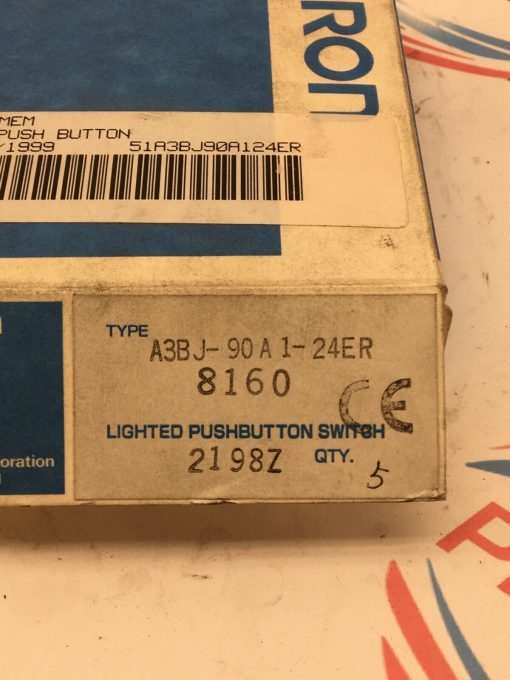 RON
MEM
PUSH BUTTON
/1999 51A3BJ90A124ER
TYPE A3BJ-90A1-24ER
8160
CE
LIGHTED PUSHBUTTON SWITCH
2198Z QTY. 5
oration